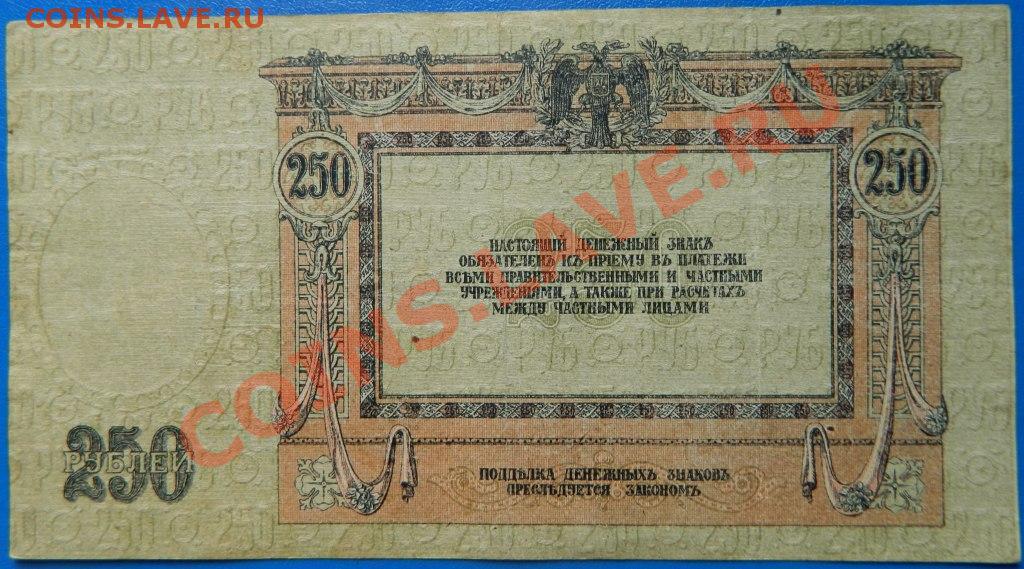 COINS.LAVE.RU
250
250
НАСТОЯЩІЙ ДЕНЕЖНЫЙ ЗНАКЪ
ОБЯЗАТЕЛЕНЪ КЪ ПРІЕМУ ВЪ ПЛАТЕЖИ
ВСѢМИ ПРАВИТЕЛЬСТВЕННЫМИ И ЧАСТНЫМИ
УЧРЕЖДЕНІЯМИ, А ТАКЖЕ ПРИ РАСЧЕТАХЪ
МЕЖДУ ЧАСТНЫМИ ЛИЦАМИ
COINS.LAVE.RU
250
РУБЛЕЙ
ПОДДѢЛКА ДЕНЕЖНЫХЪ ЗНАКОВЪ
ПРЕСЛѢДУЕТСЯ ЗАКОНОМЪ